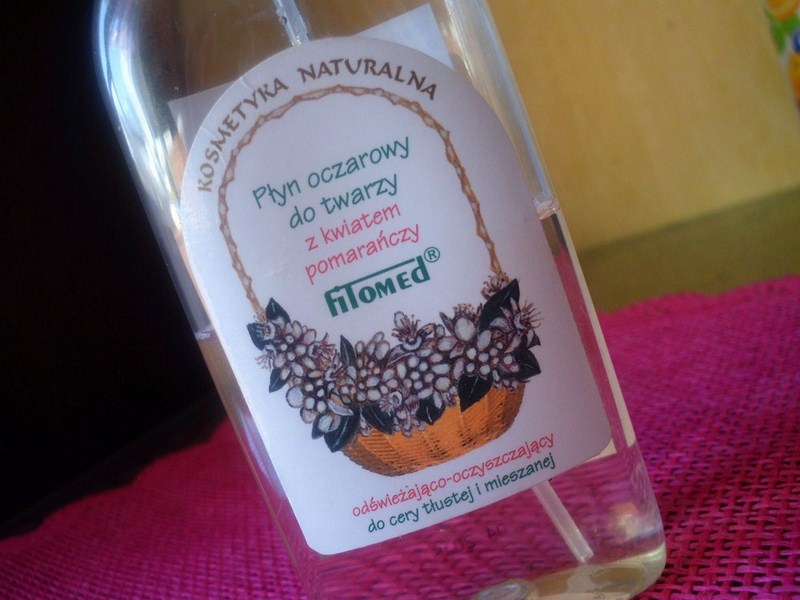 KOSMETYKA NATURALNA
Płyn oczarowy
do twarzy
z kwiatem
pomarańczy
fiTOMED®
odświeżająco-oczyszczający
do cery tłustej i mieszanej